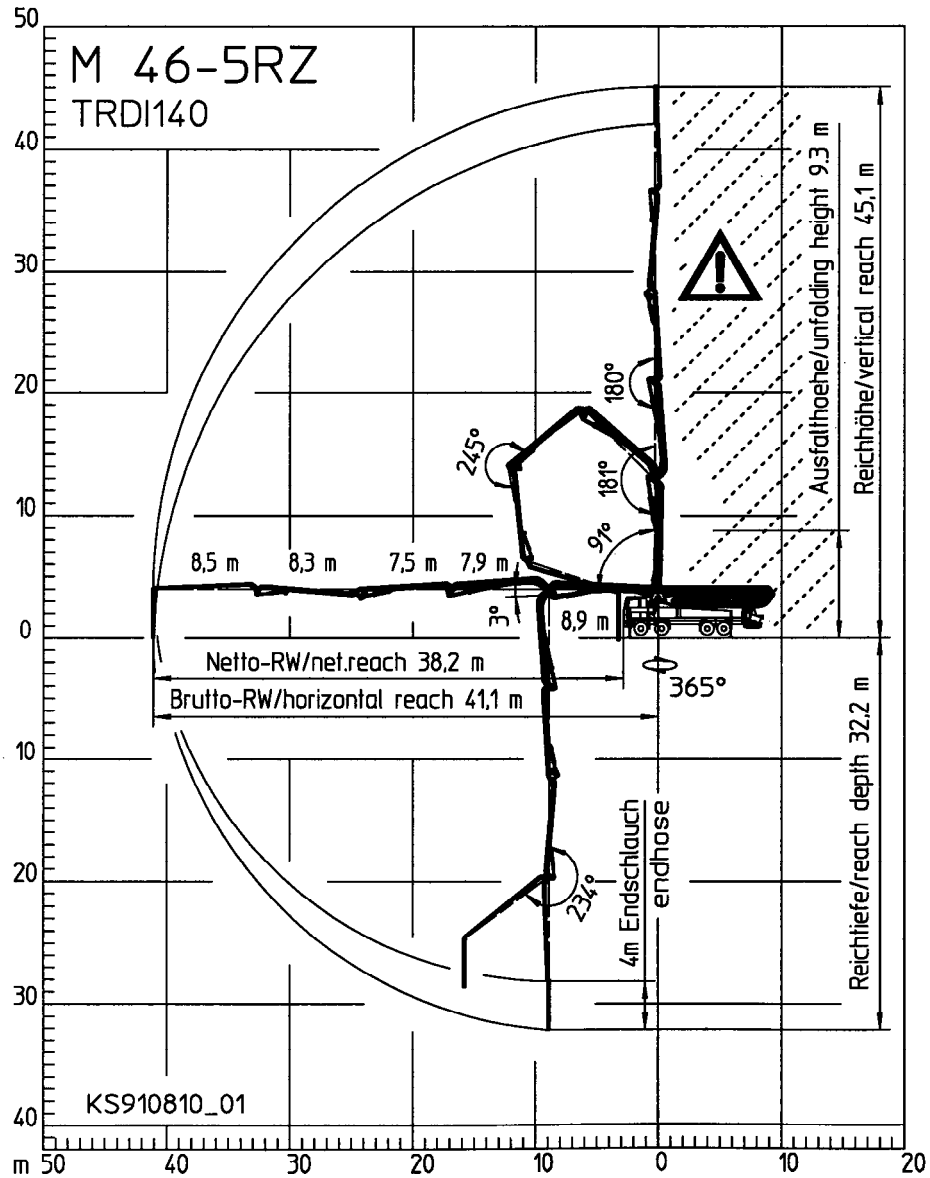 50
M 46-5RZ
TRDI140
40
30
20
10
0
10
20
30
40
m 50 40 30 20 10 0 10 20
Ausfalthoehe/unfolding height 9.3 m
Reichhöhe/vertical reach 45,1 m
180°
245°
181°
91°
8,5 m 8,3 m 7,5 m 7,9 m
3°
8,9 m
Netto-RW/net.reach 38,2 m
365°
Brutto-RW/horizontal reach 41,1 m
234°
4m Endschlauch
endhose
Reichtiefe/reach depth 32.2 m
KS910810_01